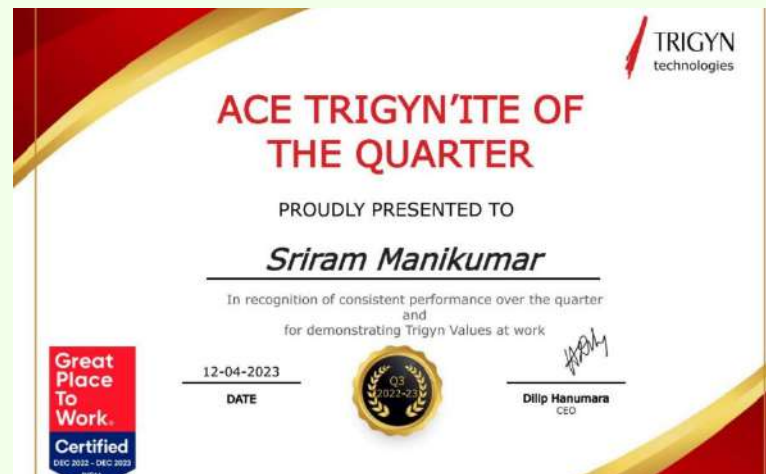 TRIGYN
technologies
ACE TRIGYN'ITE OF
THE QUARTER
PROUDLY PRESENTED TO
Sriram Manikumar
In recognition of consistent performance over the quarter
and
for demonstrating Trigyn Values at work
Great
Place
To
Work.
Certified
DEC 2022 - DEC 2023
12-04-2023
DATE
Q3
2022-23
Dilip Hanumara
CEO